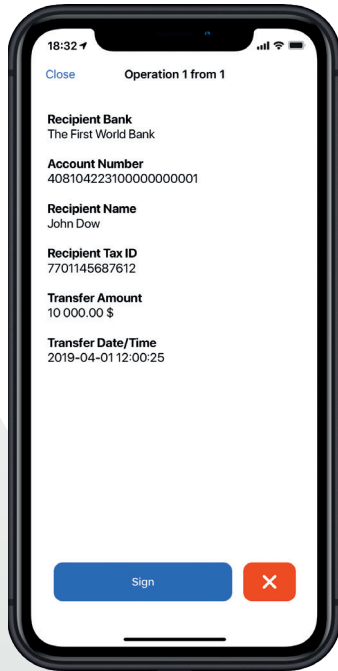 18:32
Close Operation 1 from 1
Recipient Bank
The First World Bank
Account Number
408104223100000000001
Recipient Name
John Dow
Recipient Tax ID
7701145687612
Transfer Amount
10 000.00 $
Transfer Date/Time
2019-04-01 12:00:25
Sign